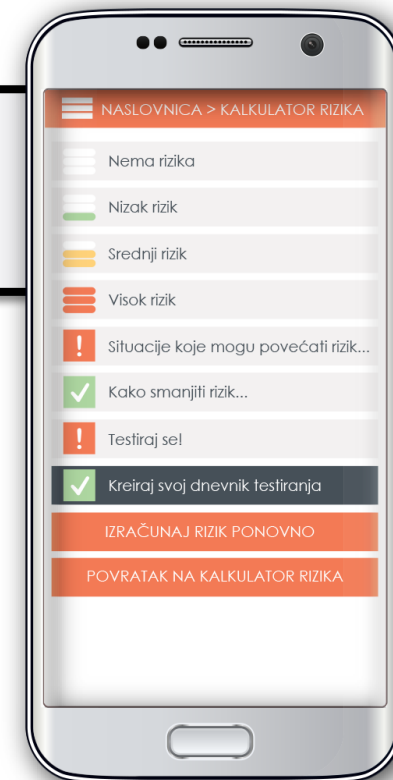 NASLOVNICA > KALKULATOR RIZIKA
Nema rizika
Nizak rizik
Srednji rizik
Visok rizik
Situacije koje mogu povećati rizik...
Kako smanjiti rizik...
Testiraj se!
Kreiraj svoj dnevnik testiranja
IZRAČUNAJ RIZIK PONOVNO
POVRATAK NA KALKULATOR RIZIKA